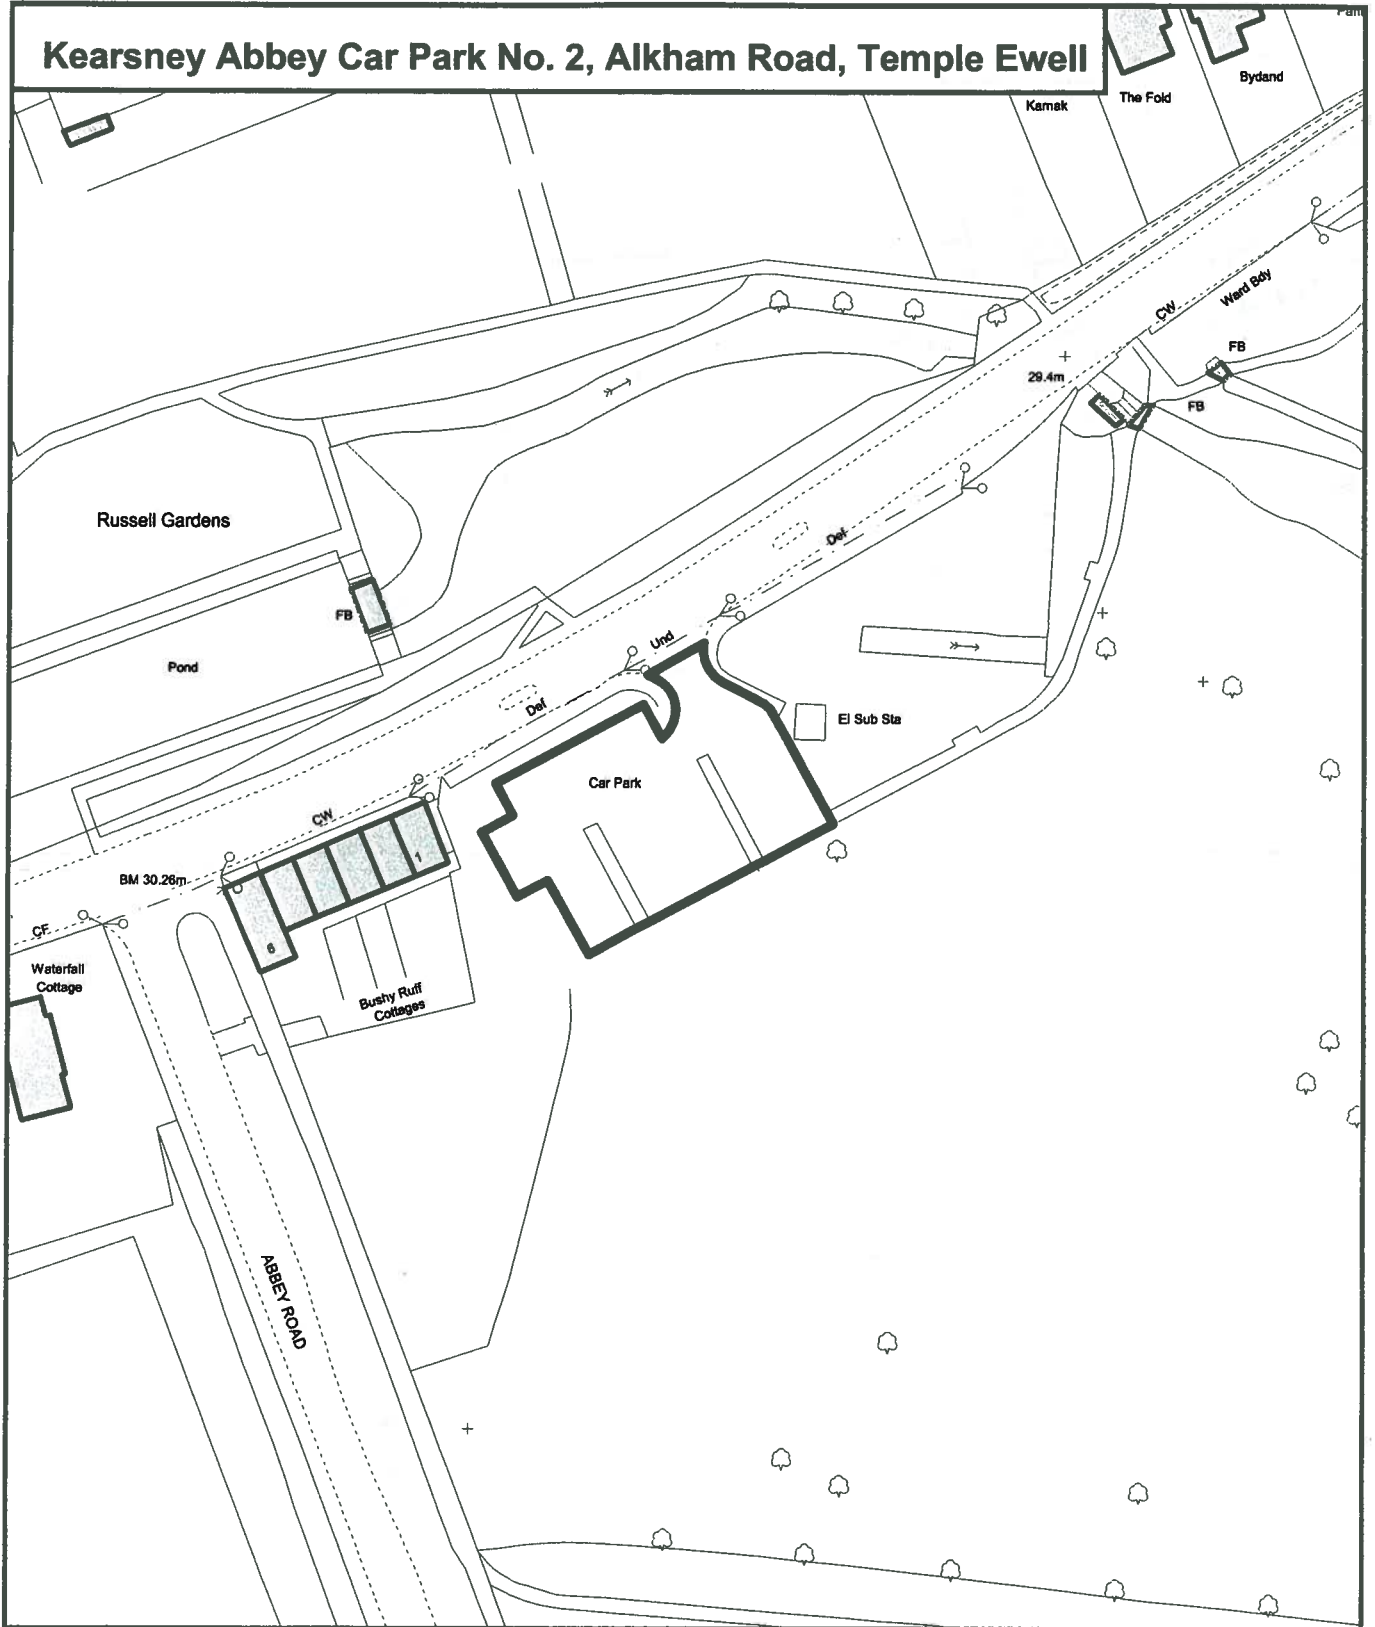 Kearsney Abbey Car Park No. 2, Alkham Road, Temple Ewell
Bydand
The Fold
Karnak
Ward Bdy
CW
FB
29.4m
FB
Russell Gardens
Def
FB
Und
Pond
Def
El Sub Sta
Car Park
CW
1
BM 30.26m
CF
6
Waterfall
Cottage
Bushy Ruff
Cottages
ABBEY ROAD